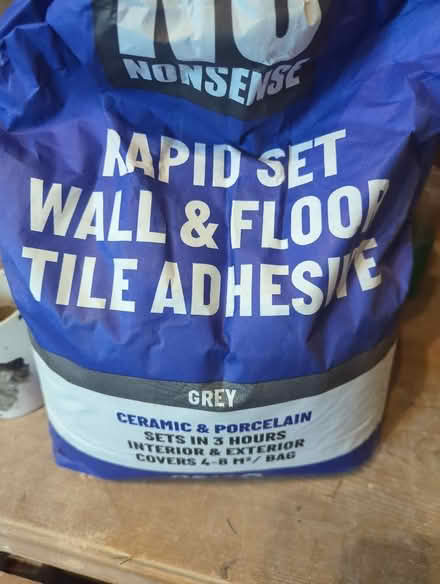 NO
NONSENSE
RAPID SET
WALL & FLOOR
TILE ADHESIVE
GREY
CERAMIC & PORCELAIN
SETS IN 3 HOURS
INTERIOR & EXTERIOR
COVERS 4-8 M²/ BAG